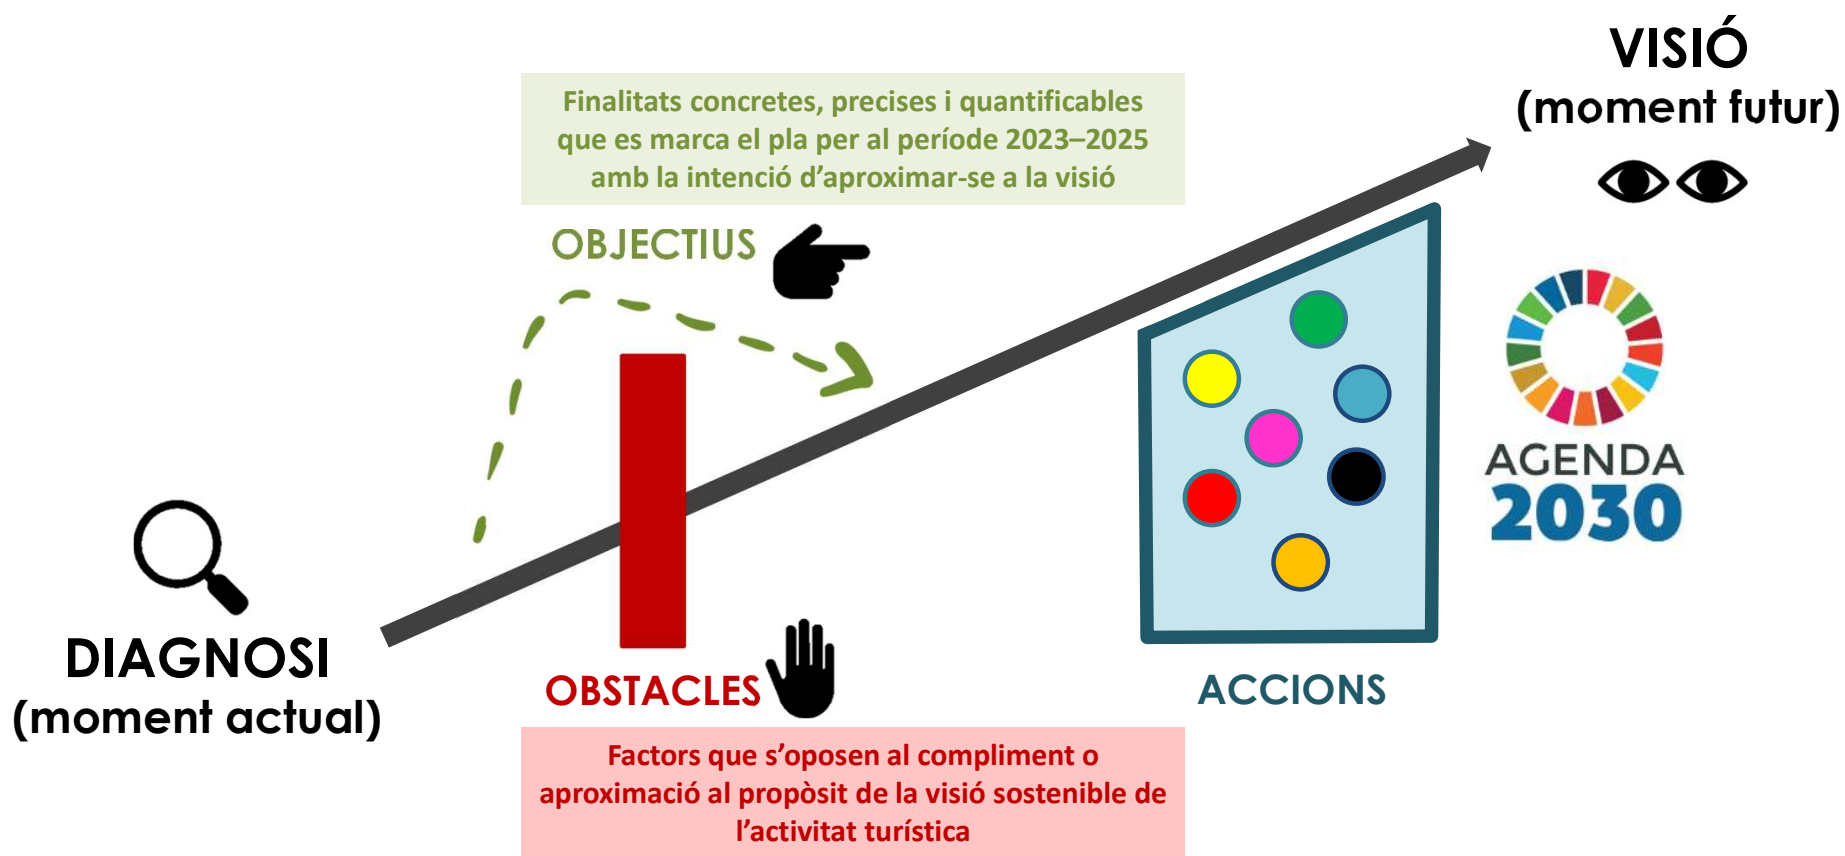 VISIÓ
(moment futur)
Finalitats concretes, precises i quantificables
que es marca el pla per al període 2023–2025
amb la intenció d’aproximar-se a la visió
OBJECTIUS
AGENDA
2030
DIAGNOSI
(moment actual)
OBSTACLES
ACCIONS
Factors que s’oposen al compliment o
aproximació al propòsit de la visió sostenible de
l’activitat turística